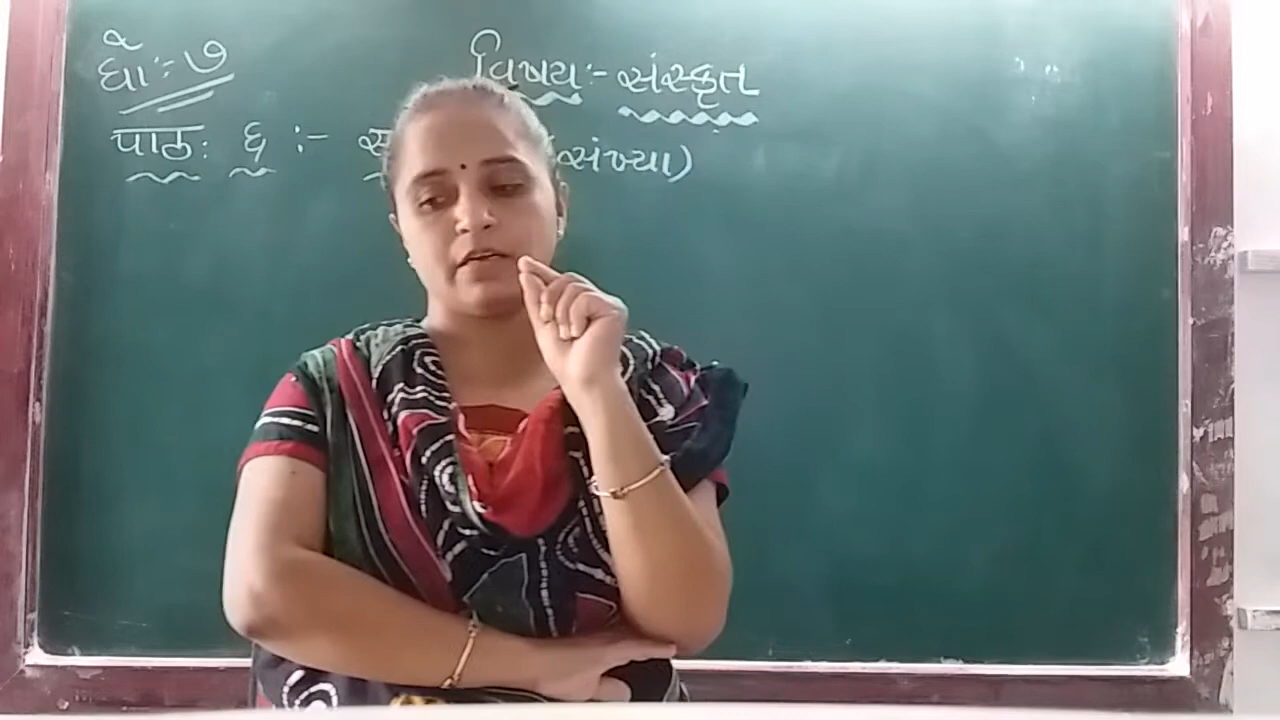 ધોઃ- ૭ વિષયઃ- સંસ્કૃત
પાઠઃ ૬ :- સ (સંખ્યા)